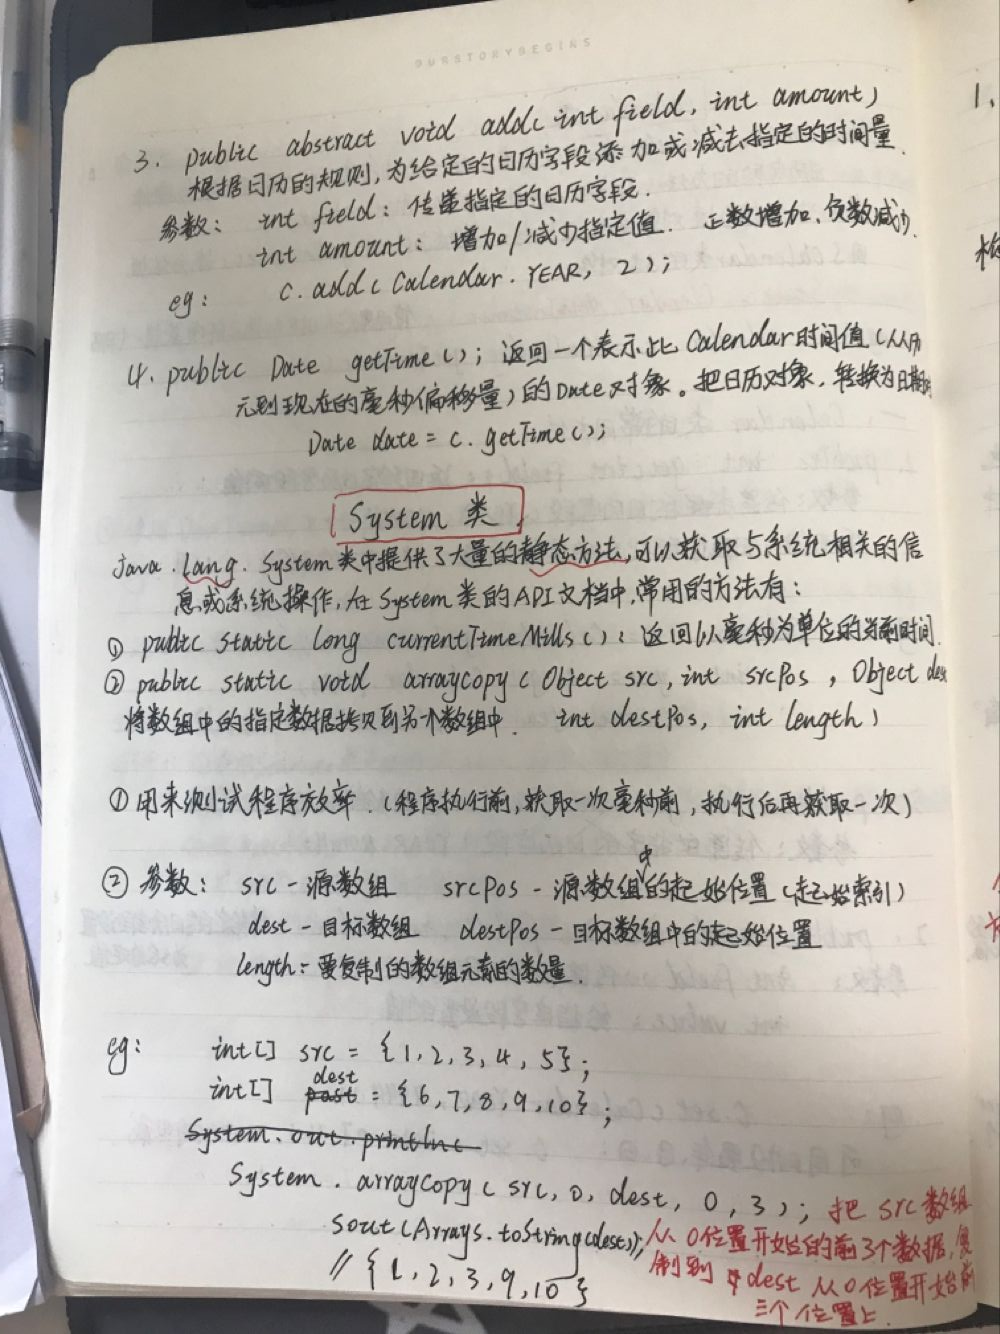 OURSTORYBEGINS
3. public abstract void add( int field, int amount)
根据日历的规则,为给定的日历字段添加或减去指定的时间量.
参数: int field: 传递指定的日历字段.
int amount: 增加/减少指定值. 正数增加,负数减少.
eg: c.add( Calendar.YEAR, 2);
4. public Date getTime(); 返回一个表示此Calendar时间值(从历
元到现在的毫秒偏移量)的Date对象。把日历对象,转换为日期
Date date = c.getTime();
System 类
java.lang.System类中提供了大量的静态方法,可以获取与系统相关的信
息或系统操作,在System类的API文档中,常用的方法有:
① public static long currentTimeMills(): 返回以毫秒为单位的当前时间.
② public static void arraycopy( Object src, int srcPos, Object dest
将数组中的指定数据拷贝到另个数组中. int destPos, int length)
① 用来测试程序效率.(程序执行前,获取一次毫秒前,执行后再获取一次)
② 参数: src - 源数组 srcPos - 源数组中的起始位置(起始索引)
dest - 目标数组 destPos - 目标数组中的起始位置
length: 要复制的数组元素的数量.
eg: int[] src = {1,2,3,4,5};
int[] dest = {6,7,8,9,10};
System.out.println(
System.arraycopy( src, 0, dest, 0, 3); 把 src 数组
sout(Arrays.toString(dest)); 从0位置开始的前3个数据,复
制到 dest 从0位置开始前
// {1,2,3,9,10}
三个位置上.
1.